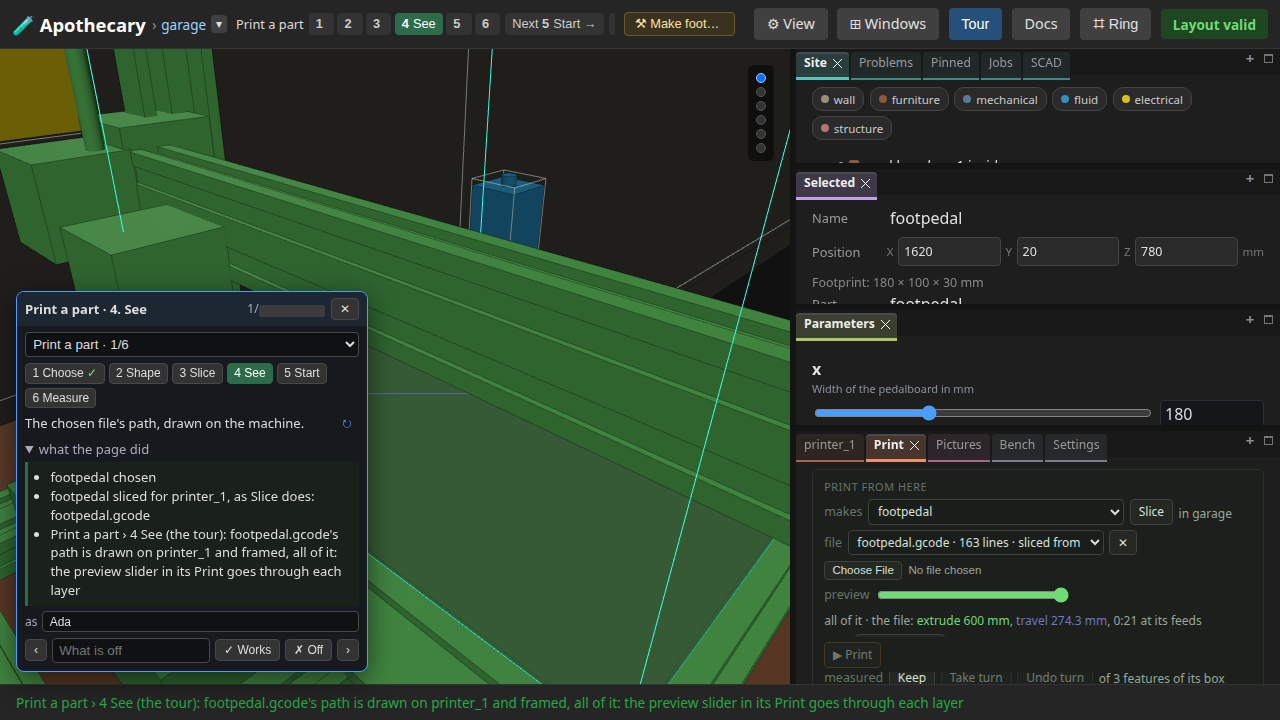 Apothecary › garage ▾ Print a part 1 2 3 4 See 5 6 Next 5 Start → ⚒ Make foot… ⚙ View ⊞ Windows Tour Docs ⌗ Ring Layout valid
Site Problems Pinned Jobs SCAD
wall furniture mechanical fluid electrical
structure
Selected
Name footpedal
Position X 1620 Y 20 Z 780 mm
Footprint: 180 × 100 × 30 mm
Part footpedal
Parameters
x
Width of the pedalboard in mm
180
printer_1 Print Pictures Bench Settings
PRINT FROM HERE
makes footpedal Slice in garage
file footpedal.gcode · 163 lines · sliced from ✕
Choose File No file chosen
preview
all of it · the file: extrude 600 mm, travel 274.3 mm, 0:21 at its feeds
▶ Print
measured Keep Take turn Undo turn of 3 features of its box
Print a part · 4. See 1/ ✕
Print a part · 1/6
1 Choose ✓ 2 Shape 3 Slice 4 See 5 Start
6 Measure
The chosen file's path, drawn on the machine. ↻
▼ what the page did
• footpedal chosen
• footpedal sliced for printer_1, as Slice does:
footpedal.gcode
• Print a part › 4 See (the tour): footpedal.gcode's
path is drawn on printer_1 and framed, all of it:
the preview slider in its Print goes through each
layer
as Ada
‹ What is off ✓ Works ✗ Off ›
Print a part › 4 See (the tour): footpedal.gcode's path is drawn on printer_1 and framed, all of it: the preview slider in its Print goes through each layer